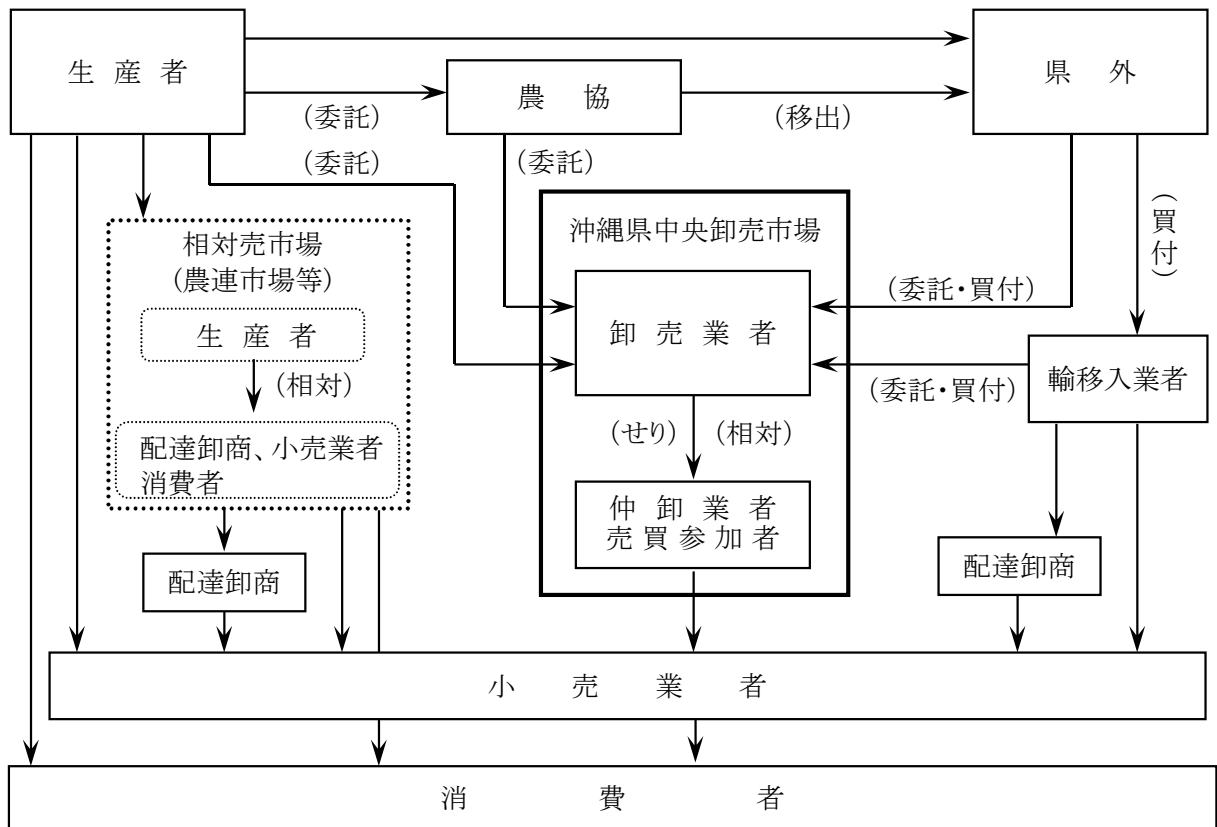 生産者
農協
県外
(委託)
(移出)
(委託)
(委託)
(買付)
相対売市場
(農連市場等)
生産者
(相対)
配達卸商、小売業者
消費者
沖縄県中央卸売市場
卸売業者
(委託・買付)
(委託・買付)
輸移入業者
(せり)
(相対)
仲卸業者
売買参加者
配達卸商
配達卸商
小売業者
消費者